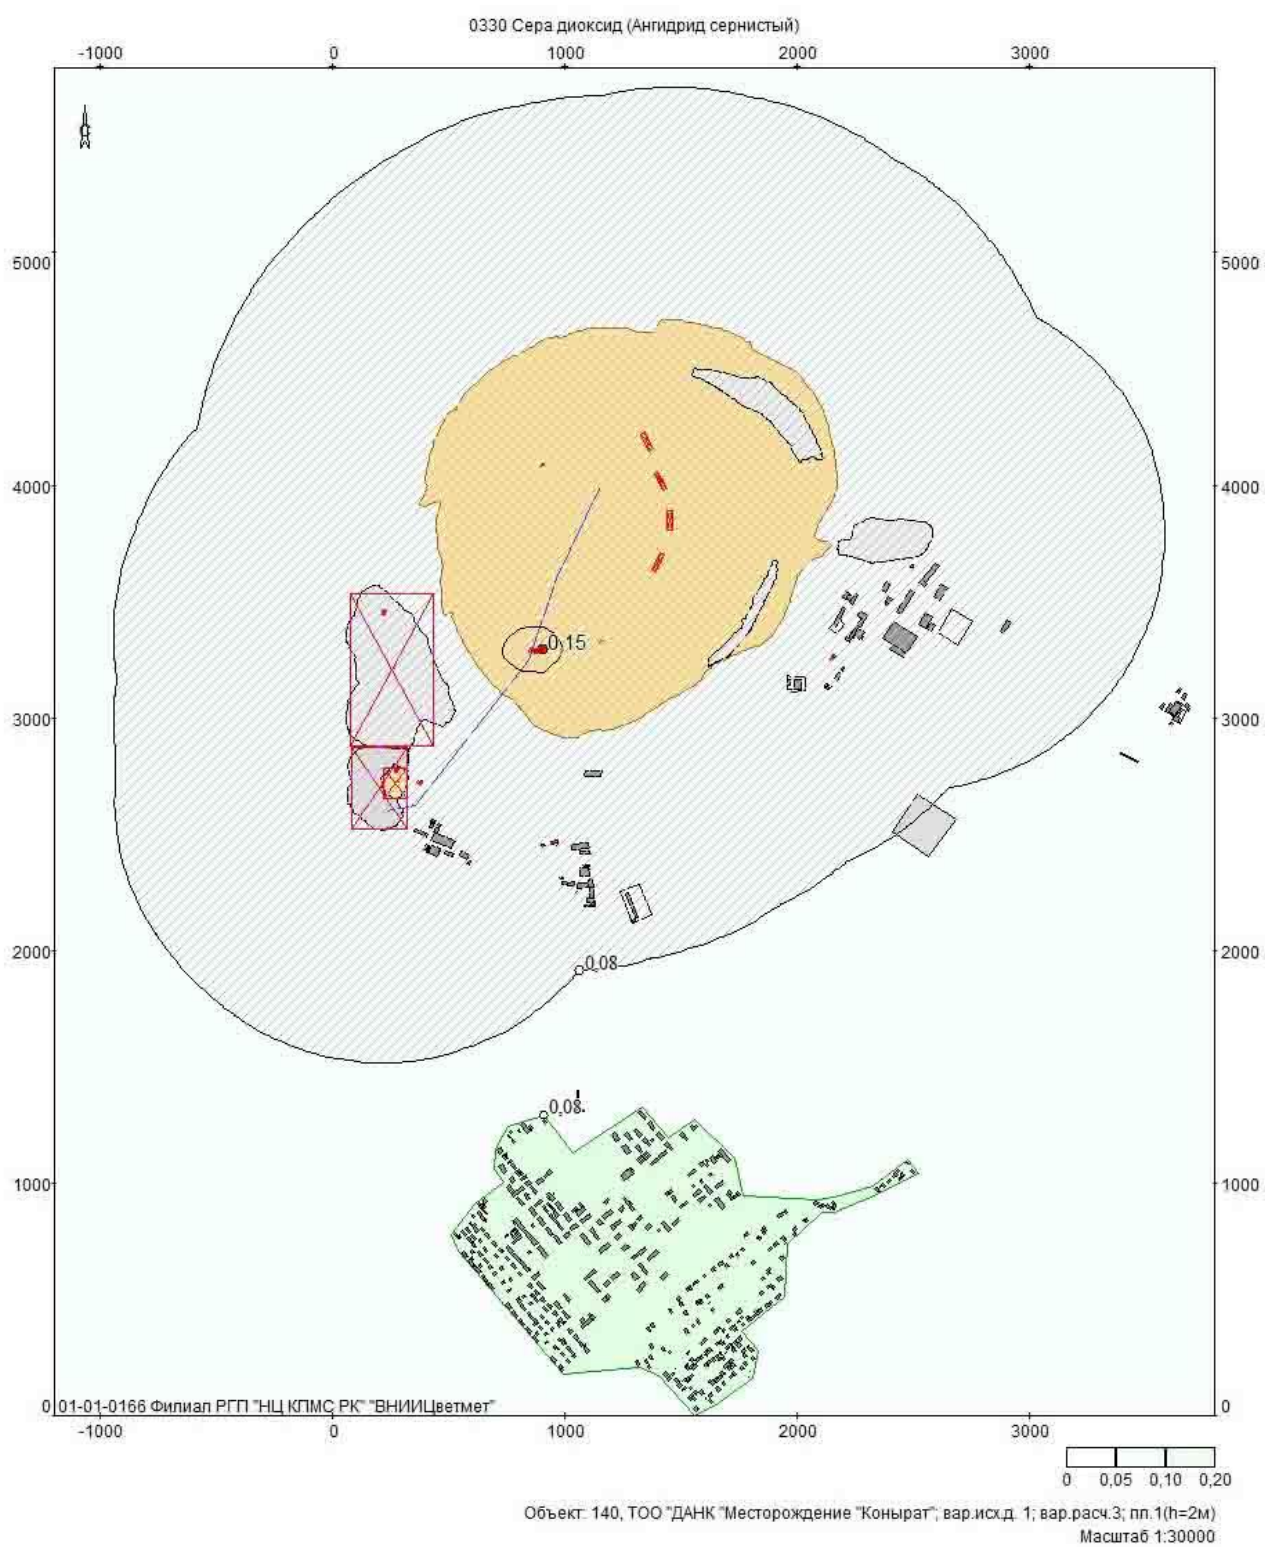 0330 Сера диоксид (Ангидрид сернистый)
-1000 0 1000 2000 3000
С
5000 5000
4000 4000
0,15
3000 3000
2000 2000
0,08
0,08
1000 1000
0 01-01-0166 Филиал РГП "НЦ КПМС РК" "ВНИИЦветмет" 0
-1000 0 1000 2000 3000
0 0,05 0,10 0,20
Объект: 140, ТОО "ДАНК "Месторождение "Конырат"; вар.исх.д. 1; вар.расч.3; пл.1(h=2м)
Масштаб 1:30000